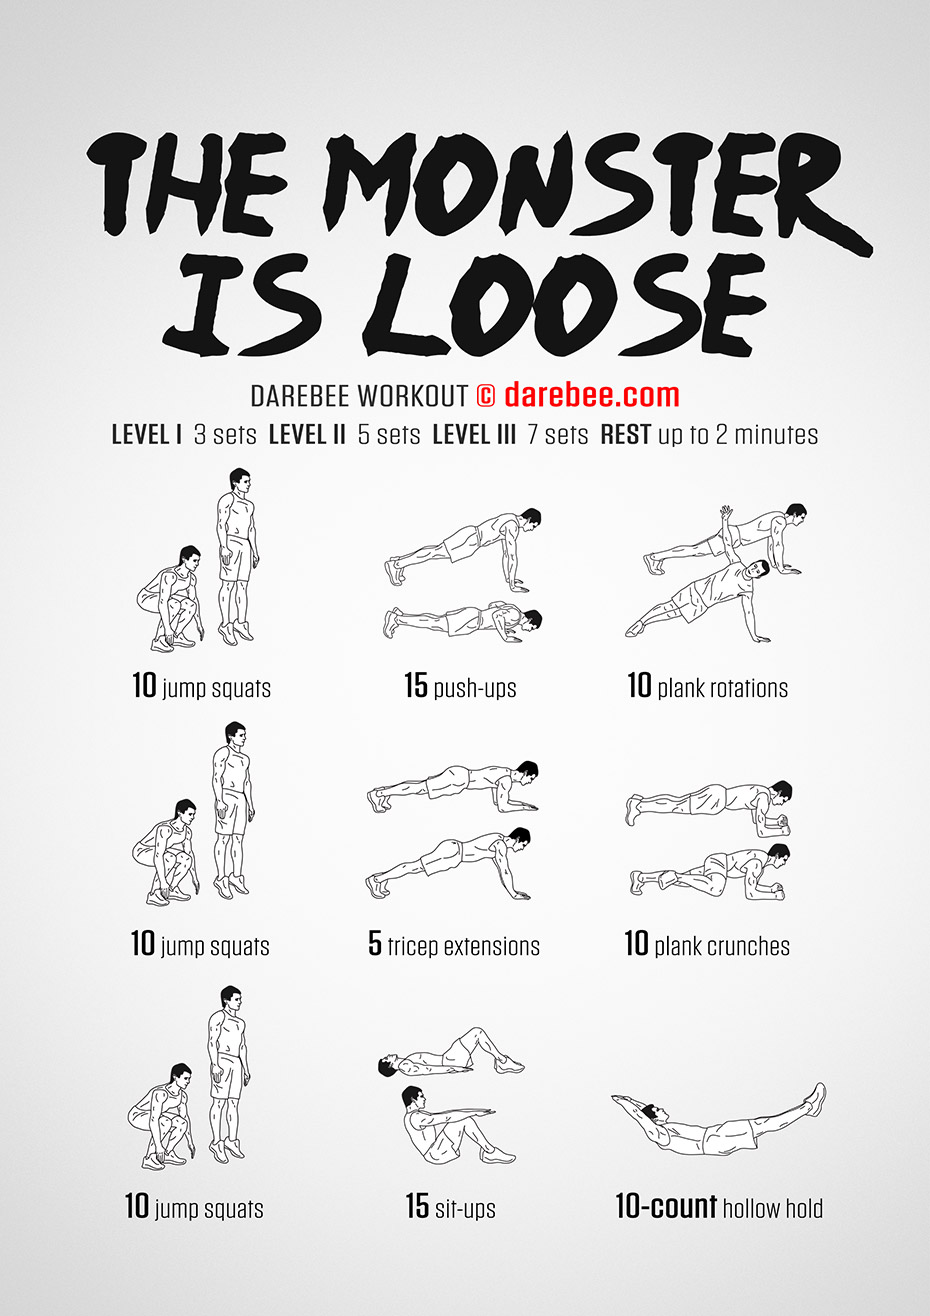 THE MONSTER
IS LOOSE
DAREBEE WORKOUT © darebee.com
LEVEL I 3 sets LEVEL II 5 sets LEVEL III 7 sets REST up to 2 minutes
10 jump squats
15 push-ups
10 plank rotations
10 jump squats
5 tricep extensions
10 plank crunches
10 jump squats
15 sit-ups
10-count hollow hold